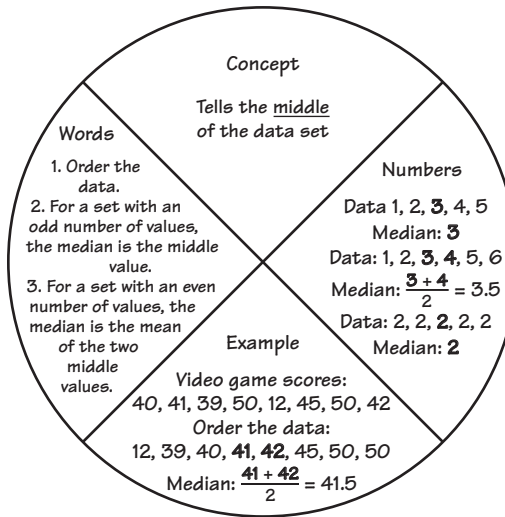 Concept
Tells the middle
of the data set
Words
1. Order the
data.
2. For a set with an
odd number of values,
the median is the middle
value.
3. For a set with an even
number of values, the
median is the mean
of the two
middle
values.
Numbers
Data 1, 2, 3, 4, 5
Median: 3
Data: 1, 2, 3, 4, 5, 6
Median: 3 + 4 / 2 = 3.5
Data: 2, 2, 2, 2, 2
Median: 2
Example
Video game scores:
40, 41, 39, 50, 12, 45, 50, 42
Order the data:
12, 39, 40, 41, 42, 45, 50, 50
Median: 41 + 42 / 2 = 41.5